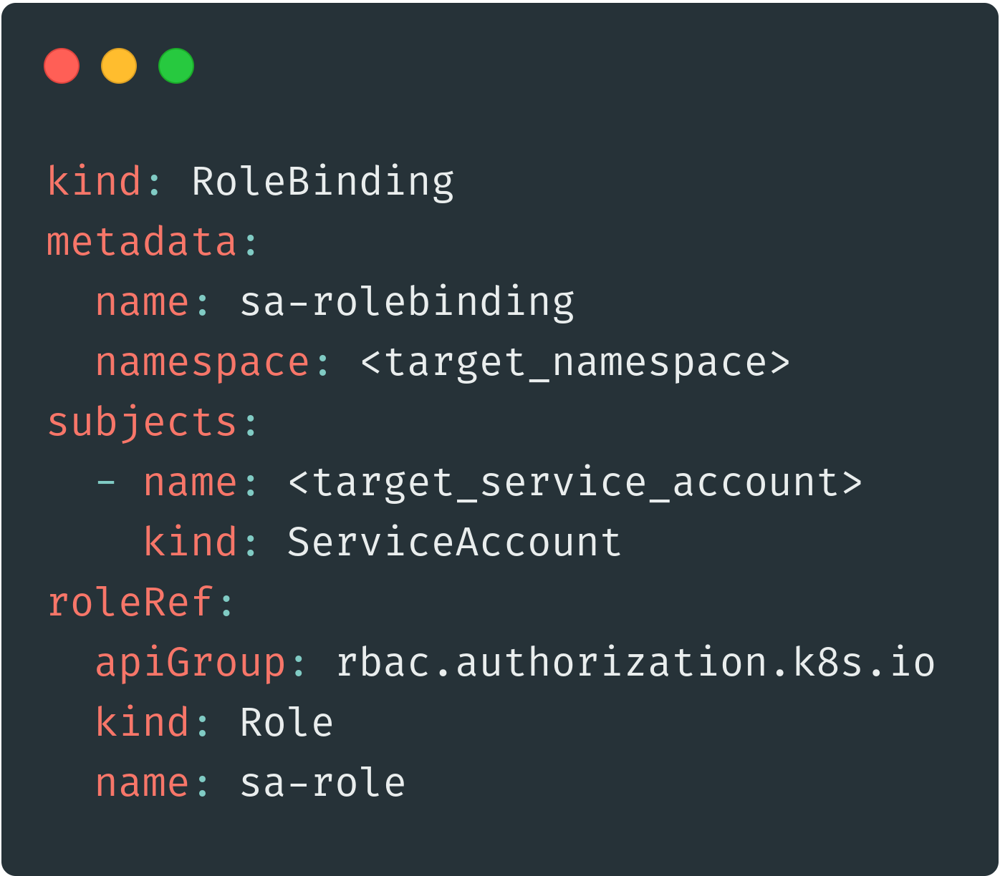 kind: RoleBinding
metadata:
  name: sa-rolebinding
  namespace: <target_namespace>
subjects:
  - name: <target_service_account>
    kind: ServiceAccount
roleRef:
  apiGroup: rbac.authorization.k8s.io
  kind: Role
  name: sa-role